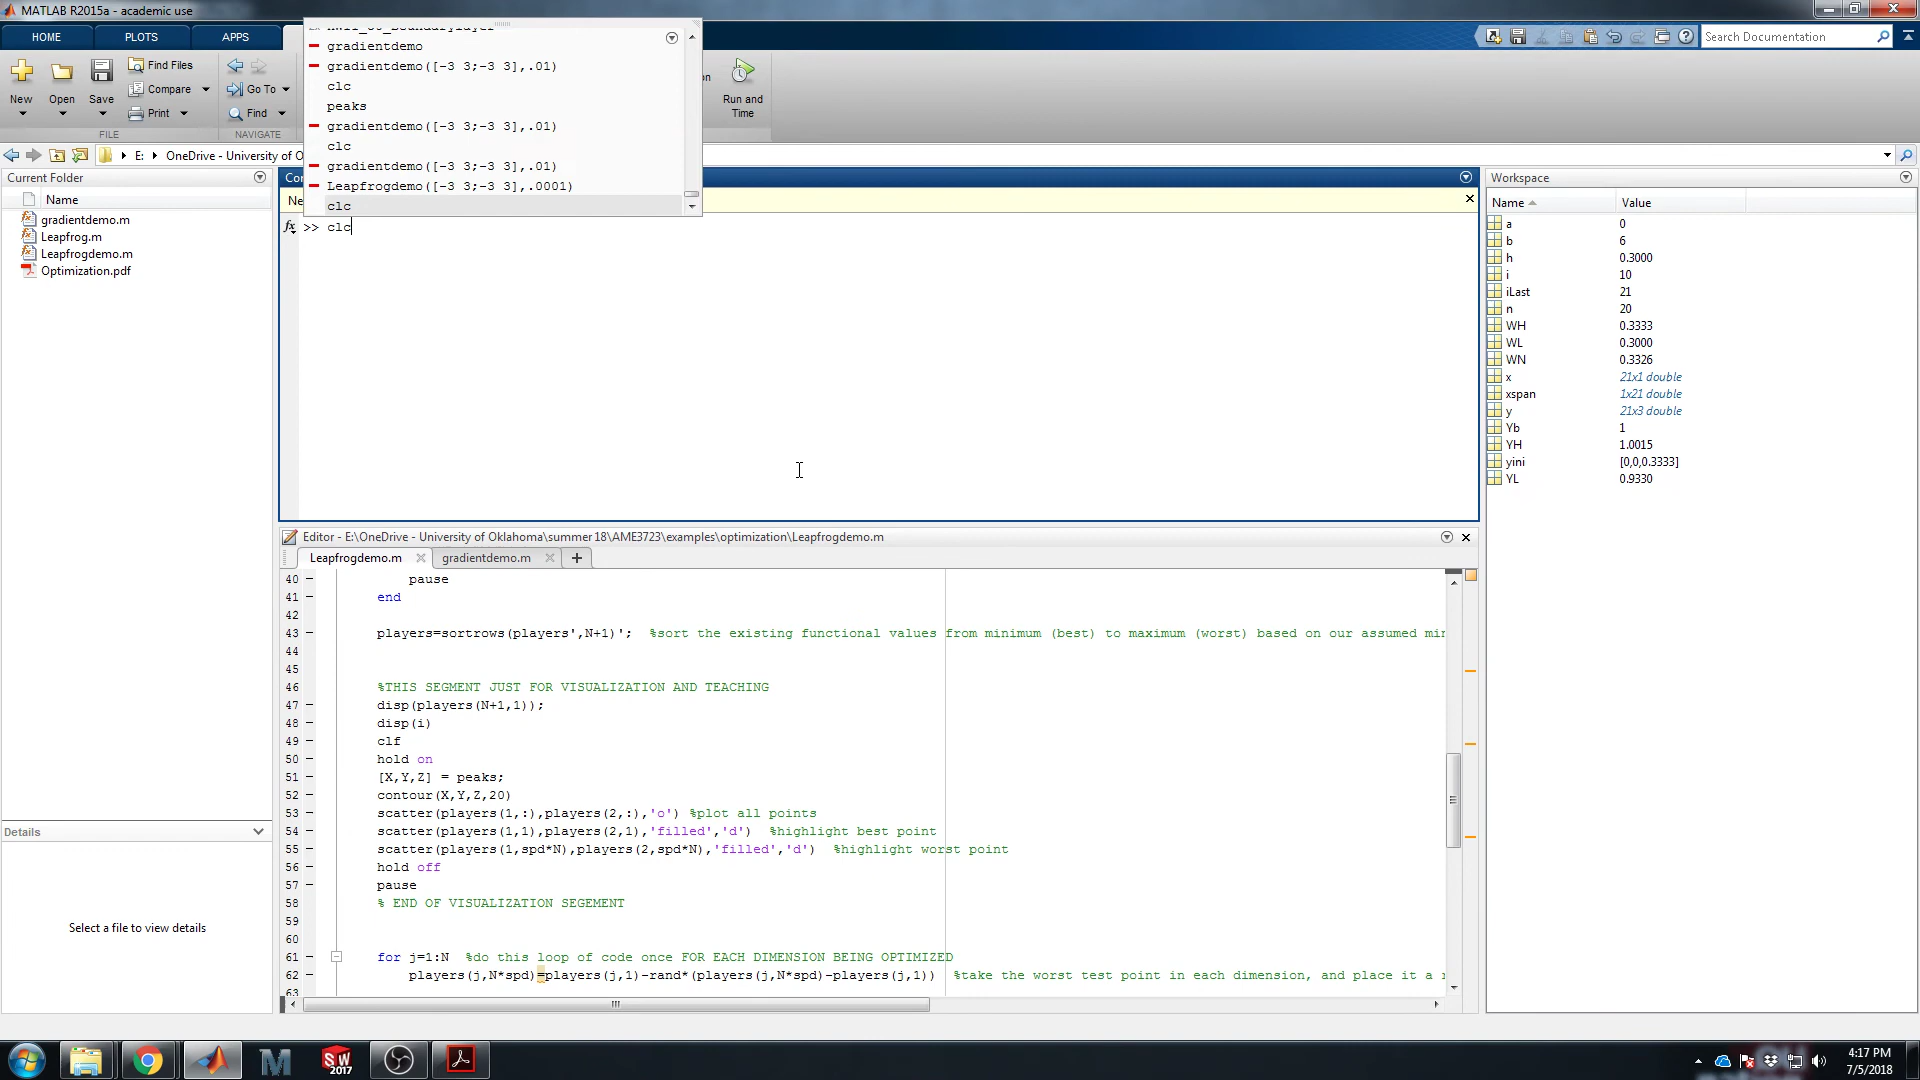 MATLAB R2015a - academic use
HOME
PLOTS
APPS
Search Documentation
New
Open
Save
Find Files
Compare
Print
Go To
Find
FILE
NAVIGATE
Run and
Time
E:
OneDrive - University of O
gradientdemo
gradientdemo([-3 3;-3 3],.01)
clc
peaks
gradientdemo([-3 3;-3 3],.01)
clc
gradientdemo([-3 3;-3 3],.01)
Leapfrogdemo([-3 3;-3 3],.0001)
clc
Current Folder
Name
gradientdemo.m
Leapfrog.m
Leapfrogdemo.m
Optimization.pdf
Details
Select a file to view details
Co
Ne
fx >> clc
Editor - E:\OneDrive - University of Oklahoma\summer 18\AME3723\examples\optimization\Leapfrogdemo.m
Leapfrogdemo.m
gradientdemo.m
40 pause
41 end
42
43 players=sortrows(players',N+1)'; %sort the existing functional values from minimum (best) to maximum (worst) based on our assumed mi
44
45
46 %THIS SEGMENT JUST FOR VISUALIZATION AND TEACHING
47 disp(players(N+1,1));
48 disp(i)
49 clf
50 hold on
51 [X,Y,Z] = peaks;
52 contour(X,Y,Z,20)
53 scatter(players(1,:),players(2,:),'o') %plot all points
54 scatter(players(1,1),players(2,1),'filled','d') %highlight best point
55 scatter(players(1,spd*N),players(2,spd*N),'filled','d') %highlight worst point
56 hold off
57 pause
58 % END OF VISUALIZATION SEGEMENT
59
60
61 for j=1:N %do this loop of code once FOR EACH DIMENSION BEING OPTIMIZED
62 players(j,N*spd)=players(j,1)-rand*(players(j,N*spd)-players(j,1)) %take the worst test point in each dimension, and place it a
63
Workspace
Name Value
a 0
b 6
h 0.3000
i 10
iLast 21
n 20
WH 0.3333
WL 0.3000
WN 0.3326
x 21x1 double
xspan 1x21 double
y 21x3 double
Yb 1
YH 1.0015
yini [0,0,0.3333]
YL 0.9330
SW
2017
4:17 PM
7/5/2018